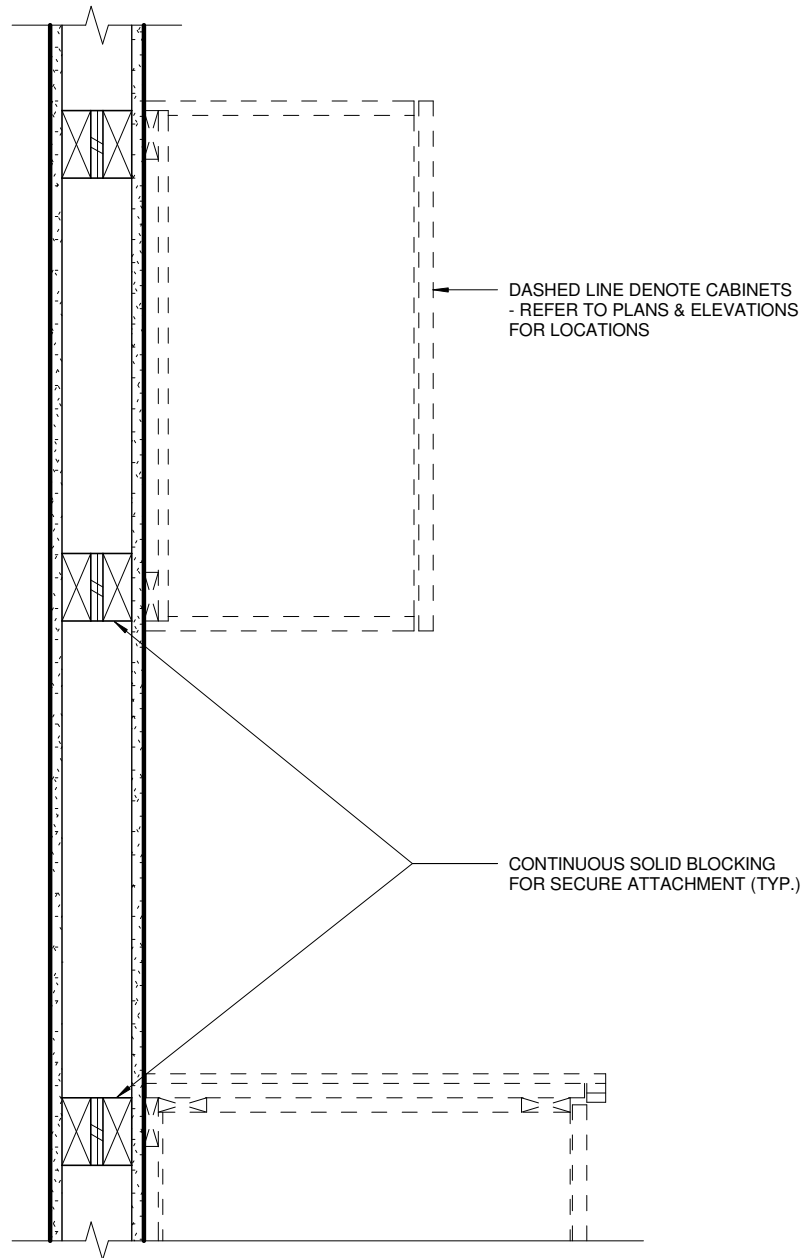 DASHED LINE DENOTE CABINETS
- REFER TO PLANS & ELEVATIONS
FOR LOCATIONS
CONTINUOUS SOLID BLOCKING
FOR SECURE ATTACHMENT (TYP.)